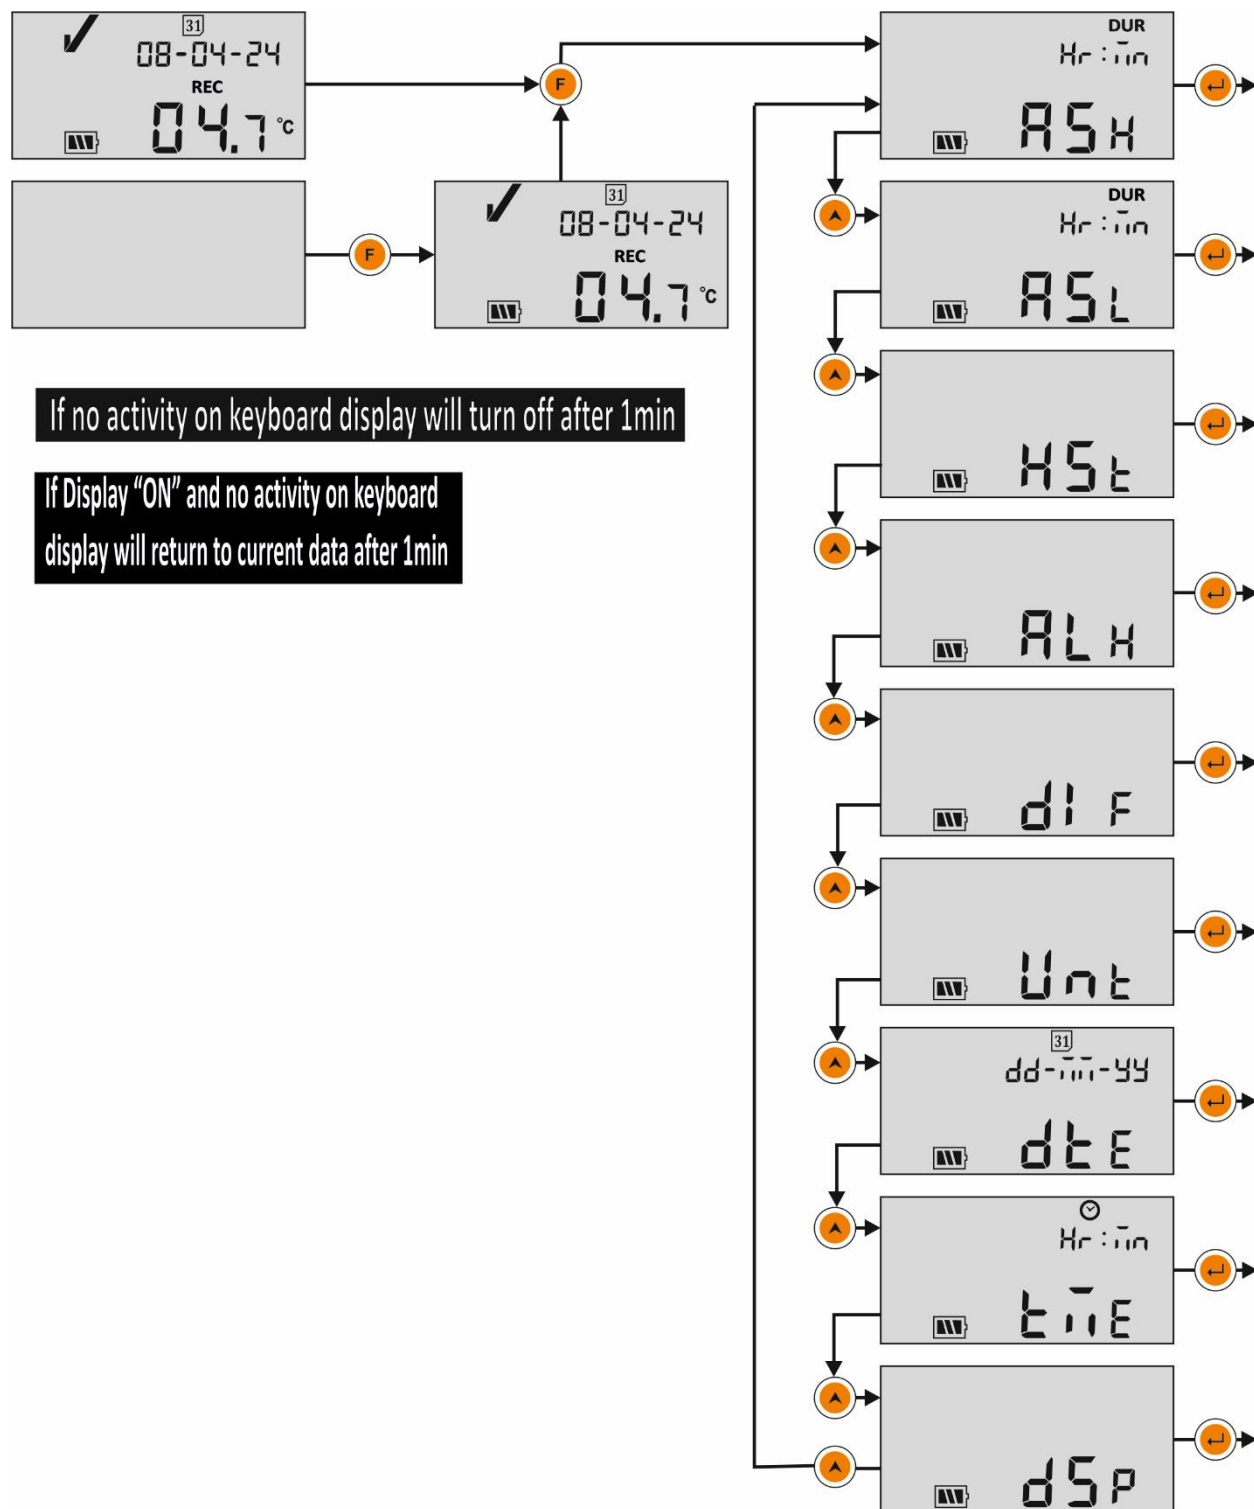 31
08-04-24
REC
04.7 °C
F
F
31
08-04-24
REC
04.7 °C
If no activity on keyboard display will turn off after 1min
If Display “ON” and no activity on keyboard
display will return to current data after 1min
DUR
Hr:mn
ASH
DUR
Hr:mn
ASL
HSt
ALH
dIF
Unt
31
dd-mm-yy
dtE
Hr:mn
tmE
dSP